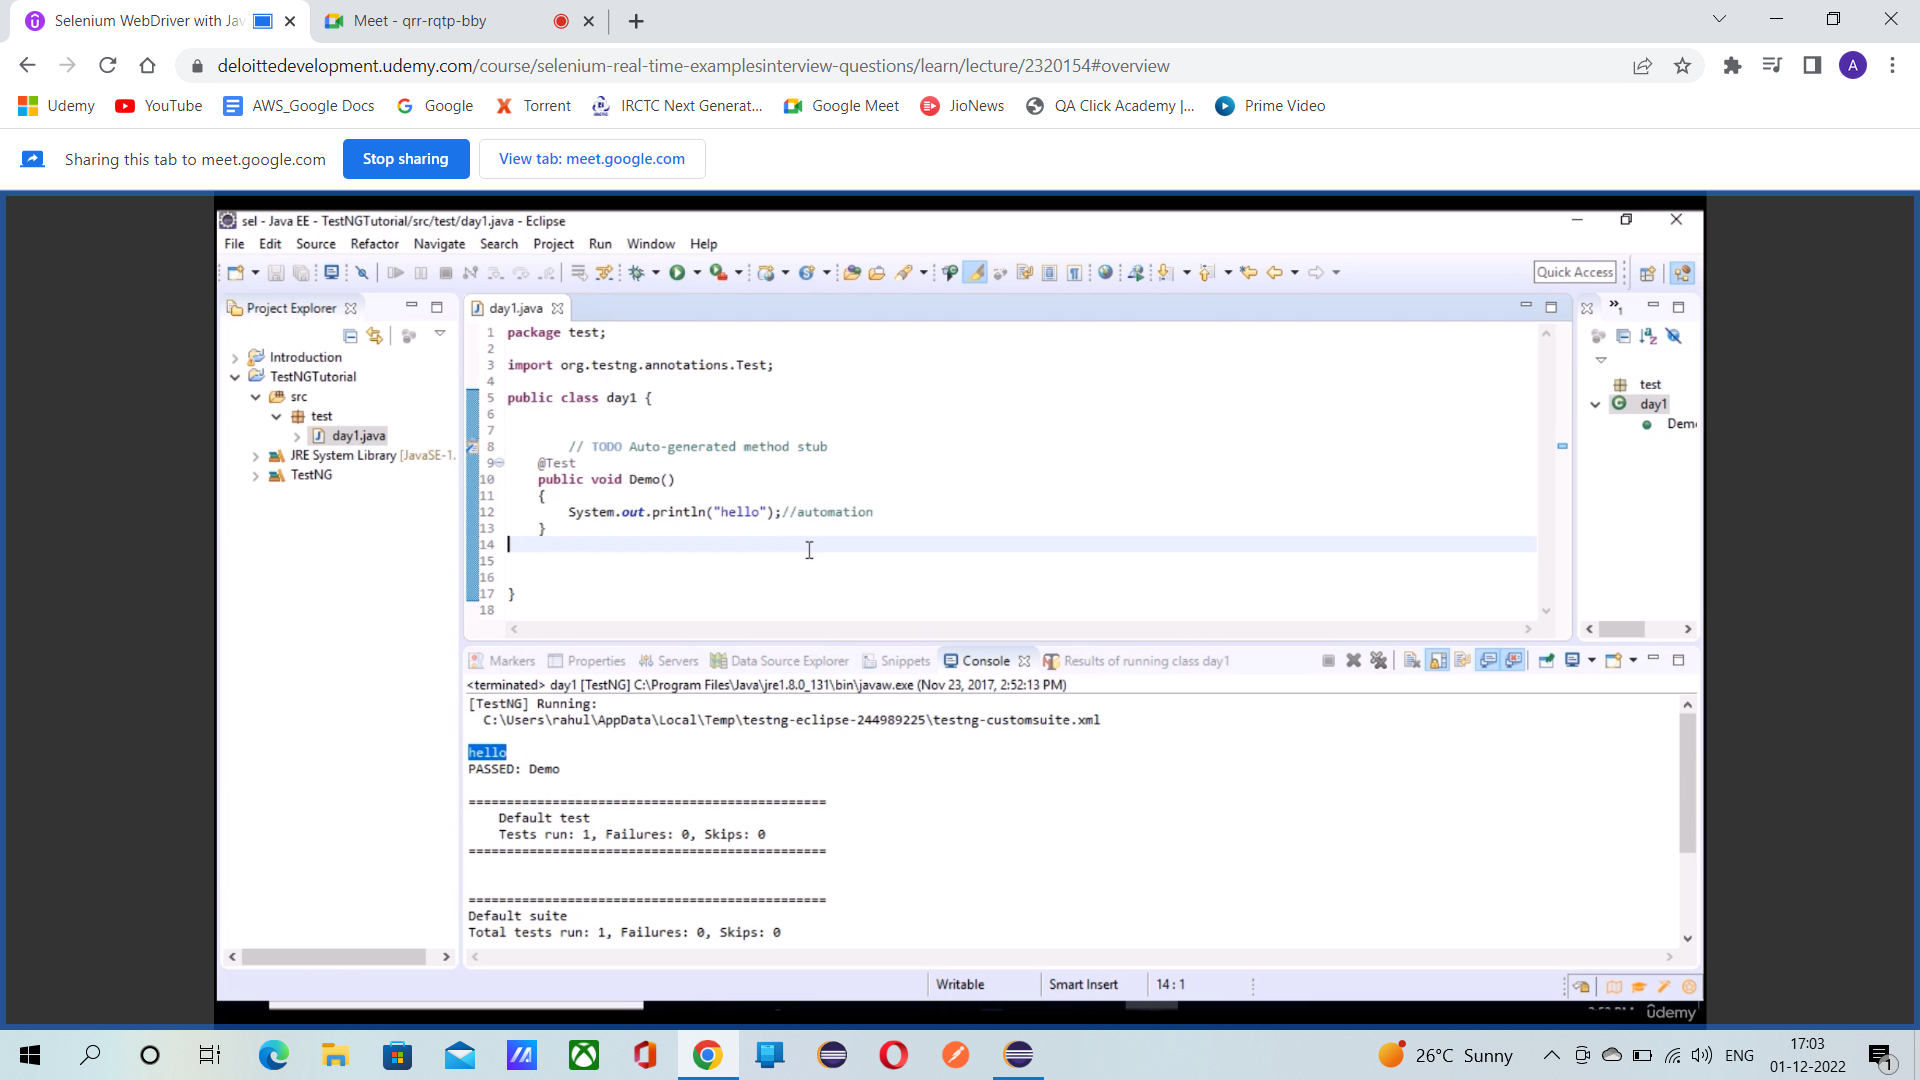 Selenium WebDriver with Jav
Meet - qrr-rqtp-bby
deloittedevelopment.udemy.com/course/selenium-real-time-examplesinterview-questions/learn/lecture/2320154#overview
A
Udemy YouTube AWS_Google Docs Google Torrent IRCTC Next Generat... Google Meet JioNews QA Click Academy |... Prime Video
Sharing this tab to meet.google.com Stop sharing View tab: meet.google.com
sel - Java EE - TestNGTutorial/src/test/day1.java - Eclipse
File Edit Source Refactor Navigate Search Project Run Window Help
Quick Access
Project Explorer
Introduction
TestNGTutorial
src
test
day1.java
JRE System Library [JavaSE-1.
TestNG
day1.java
1 package test;
2
3 import org.testng.annotations.Test;
4
5 public class day1 {
6
7
8 // TODO Auto-generated method stub
9 @Test
10 public void Demo()
11 {
12 System.out.println("hello");//automation
13 }
14
15
16
17 }
18
test
day1
Demo
Markers Properties Servers Data Source Explorer Snippets Console Results of running class day1
<terminated> day1 [TestNG] C:\Program Files\Java\jre1.8.0_131\bin\javaw.exe (Nov 23, 2017, 2:52:13 PM)
[TestNG] Running:
C:\Users\rahul\AppData\Local\Temp\testng-eclipse-244989225\testng-customsuite.xml
hello
PASSED: Demo
===============================================
Default test
Tests run: 1, Failures: 0, Skips: 0
===============================================
===============================================
Default suite
Total tests run: 1, Failures: 0, Skips: 0
Writable Smart Insert 14 : 1
ûdemy
26°C Sunny
ENG
17:03
01-12-2022
1